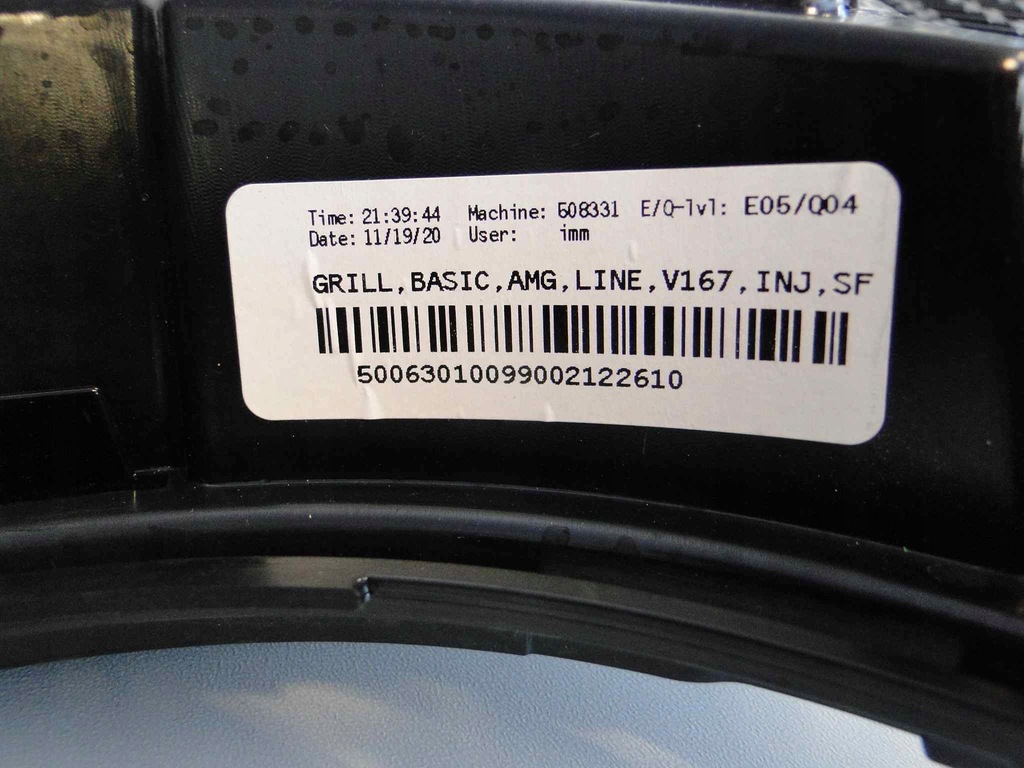 Time: 21:39:44 Machine: 508331 E/Q-lvl: E05/Q04
Date: 11/19/20 User: imm
GRILL,BASIC,AMG,LINE,V167,INJ,SF
50063010099002122610